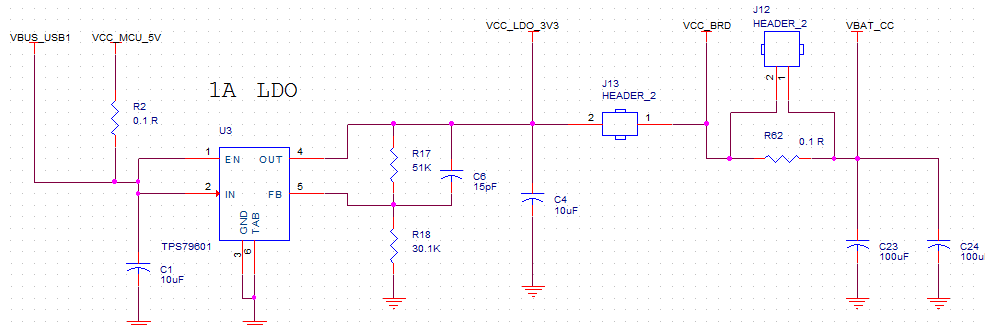 J12
HEADER_2
VBUS_USB1
VCC_MCU_5V
VCC_LDO_3V3
VCC_BRD
VBAT_CC
1A LDO
J13
HEADER_2
2
1
R2
0.1 R
2
1
U3
R62
0.1 R
1
EN
OUT
4
R17
51K
C6
15pF
2
IN
FB
5
C4
10uF
GND
TAB
R18
30.1K
TPS79601
3
6
C23
100uF
C24
100u
C1
10uF